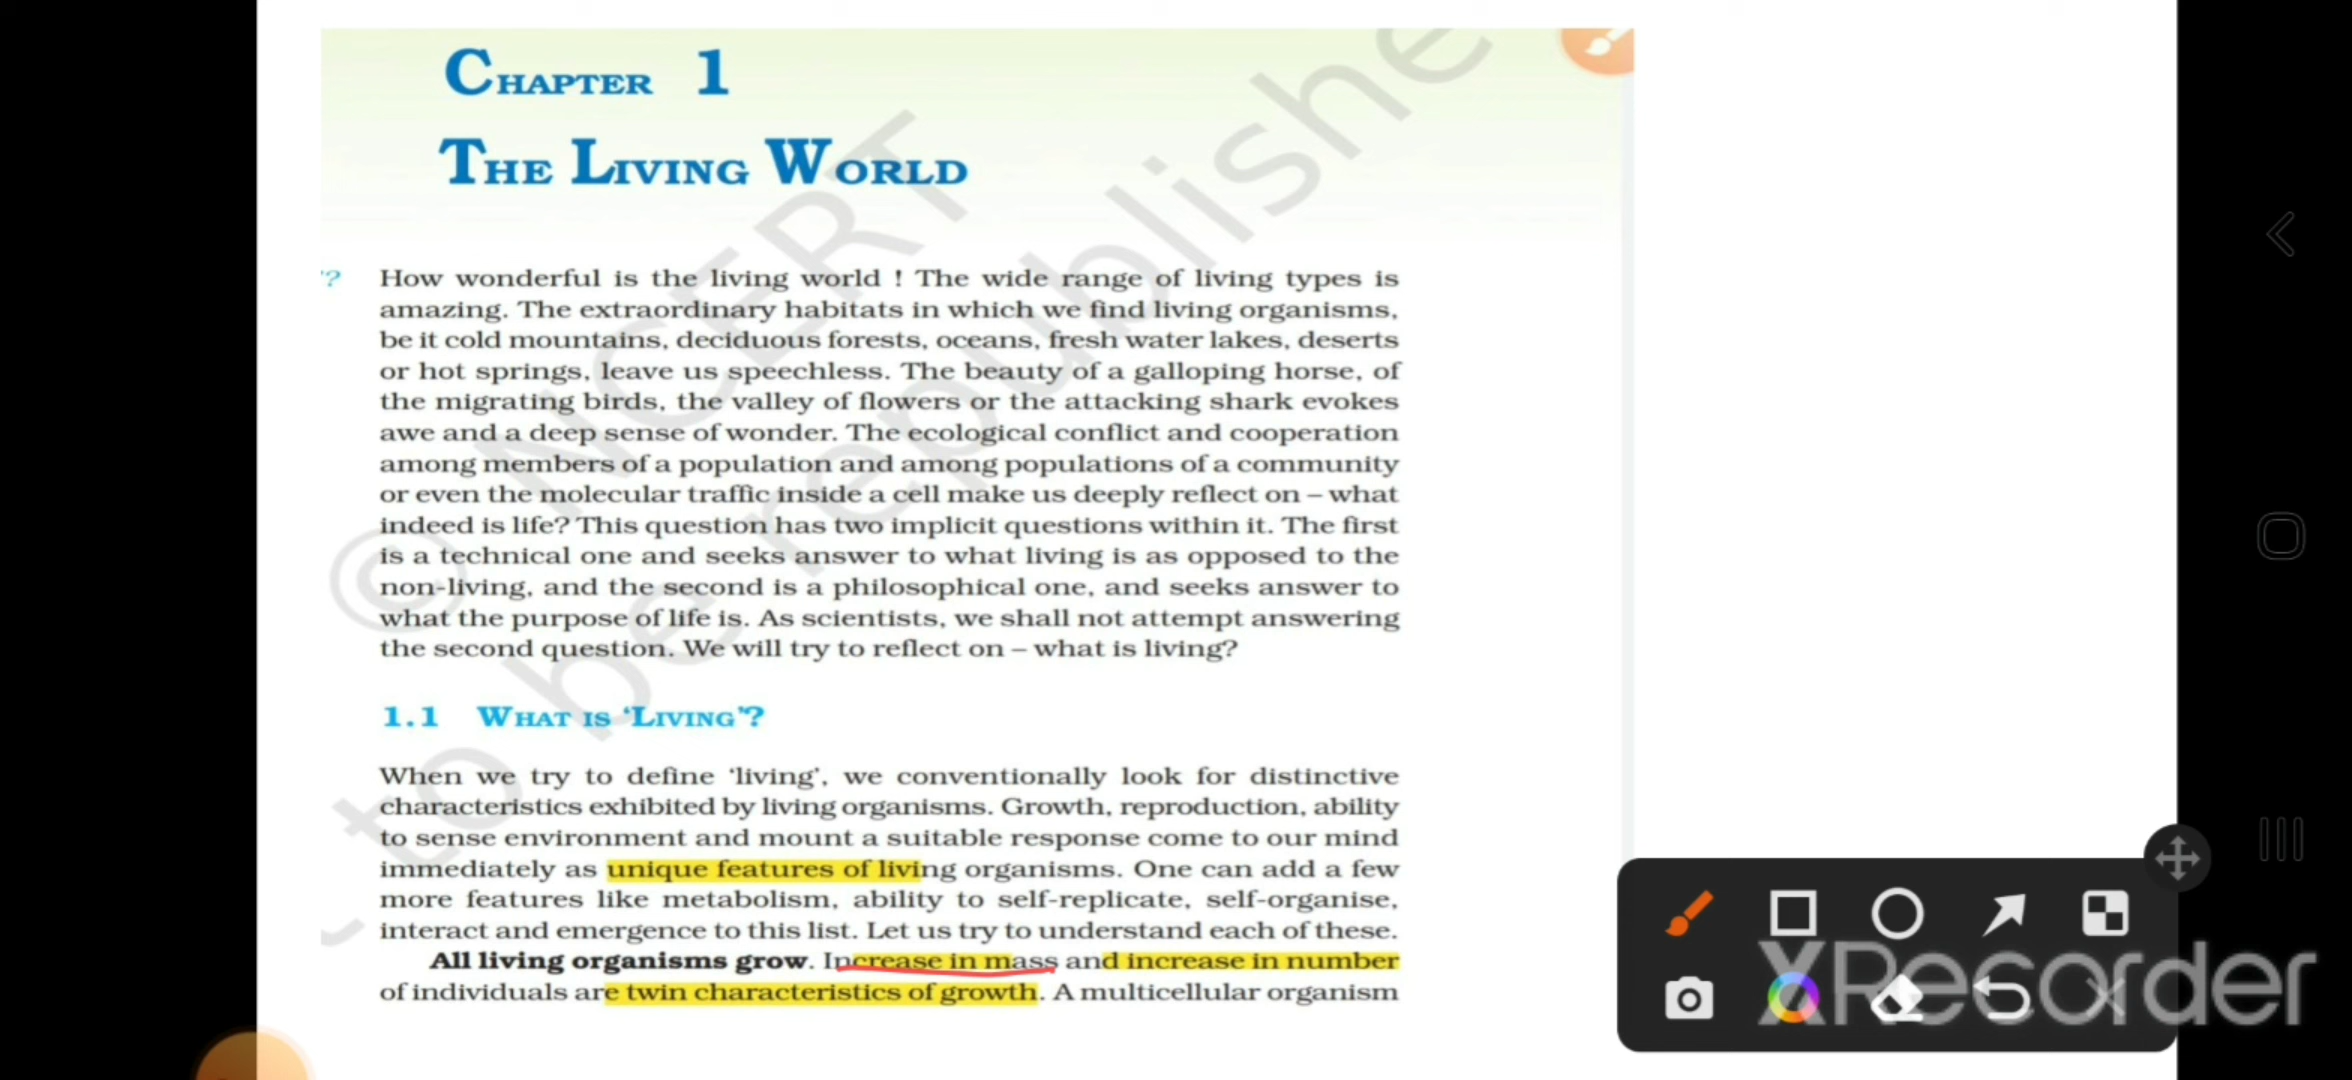 CHAPTER 1
THE LIVING WORLD
'?
How wonderful is the living world ! The wide range of living types is
amazing. The extraordinary habitats in which we find living organisms,
be it cold mountains, deciduous forests, oceans, fresh water lakes, deserts
or hot springs, leave us speechless. The beauty of a galloping horse, of
the migrating birds, the valley of flowers or the attacking shark evokes
awe and a deep sense of wonder. The ecological conflict and cooperation
among members of a population and among populations of a community
or even the molecular traffic inside a cell make us deeply reflect on – what
indeed is life? This question has two implicit questions within it. The first
is a technical one and seeks answer to what living is as opposed to the
non-living, and the second is a philosophical one, and seeks answer to
what the purpose of life is. As scientists, we shall not attempt answering
the second question. We will try to reflect on – what is living?
1.1 WHAT IS ‘LIVING’?
When we try to define ‘living’, we conventionally look for distinctive
characteristics exhibited by living organisms. Growth, reproduction, ability
to sense environment and mount a suitable response come to our mind
immediately as unique features of living organisms. One can add a few
more features like metabolism, ability to self-replicate, self-organise,
interact and emergence to this list. Let us try to understand each of these.
All living organisms grow. Increase in mass and increase in number
of individuals are twin characteristics of growth. A multicellular organism
© NCERT
to be republishe
XRecorder